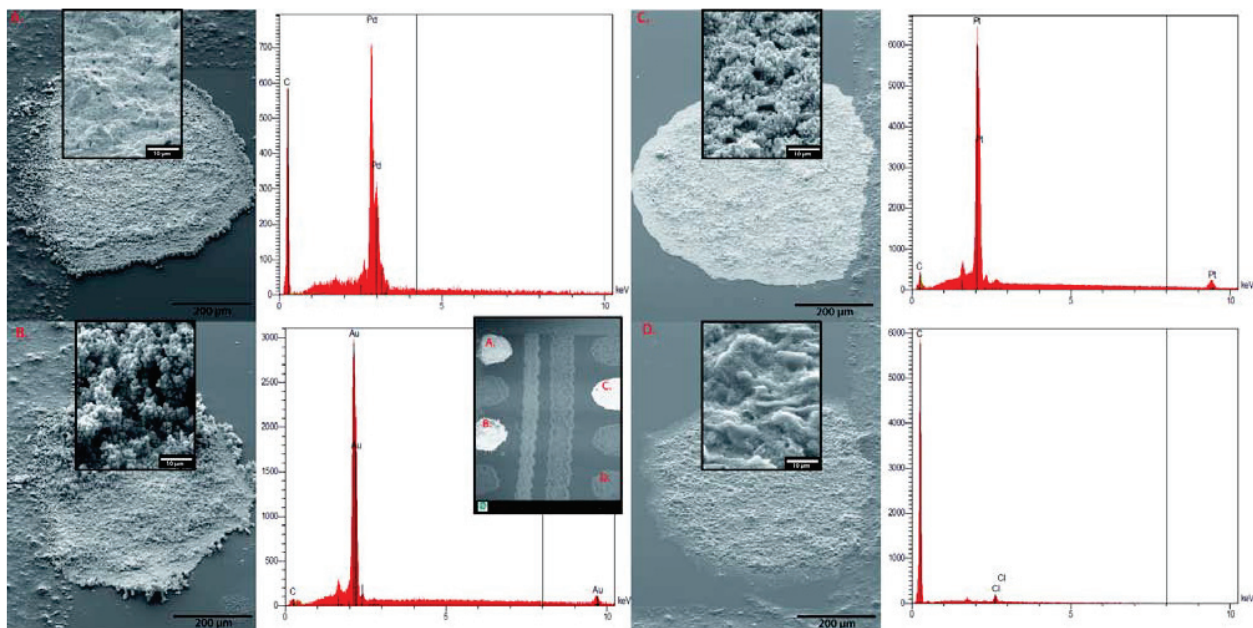 A.
10 µm
200 µm
Pd
C
Pd
700
600
500
400
300
200
100
0
0
5
10
keV
C.
10 µm
200 µm
Pt
Pt
C
Pt
6000
5000
4000
3000
2000
1000
0
0
5
10
keV
B.
10 µm
200 µm
Au
Au
C
Au
3000
2500
2000
1500
1000
500
0
0
5
10
keV
A.
C.
B.
D.
D.
10 µm
200 µm
C
Cl
Cl
6000
5000
4000
3000
2000
1000
0
0
5
10
keV